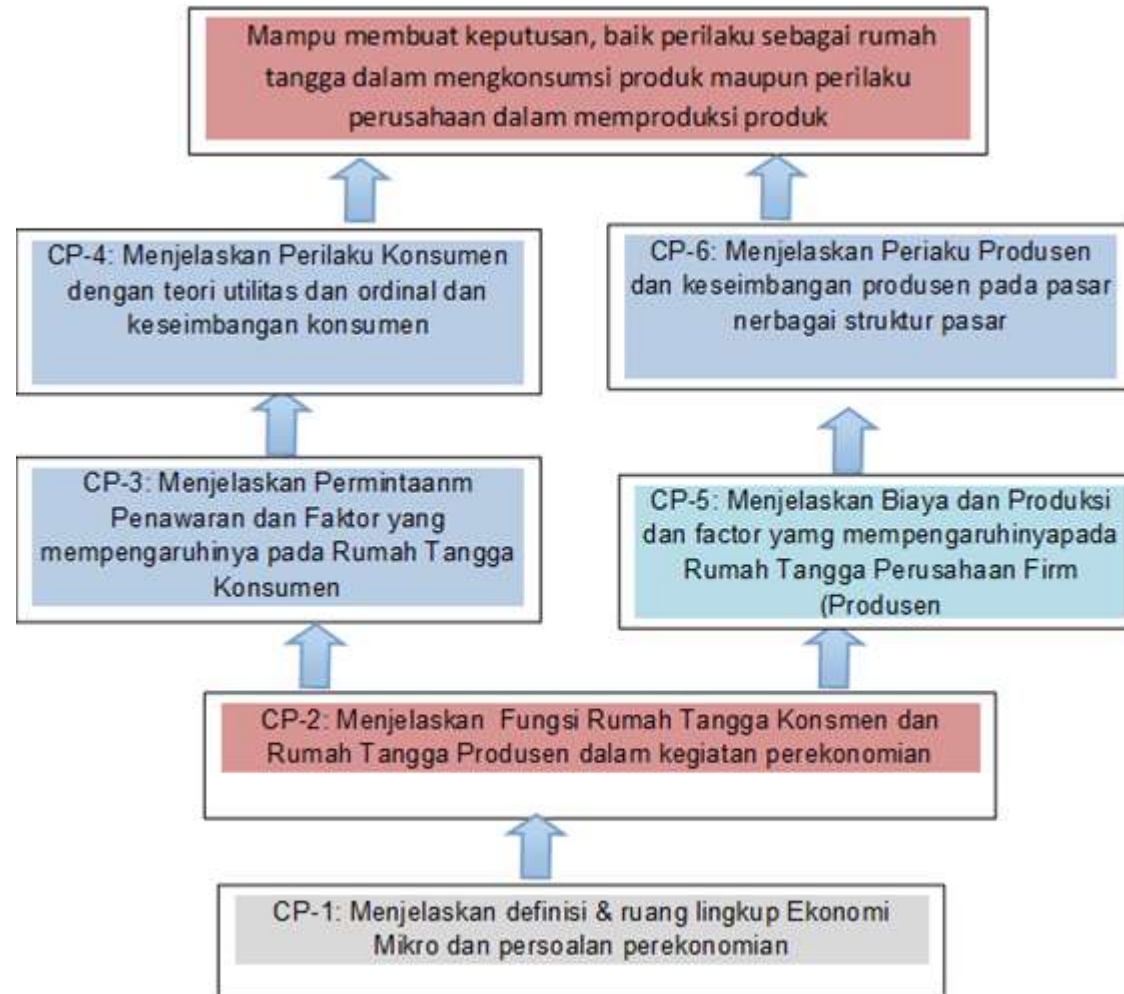 Mampu membuat keputusan, baik perilaku sebagai rumah
tangga dalam mengkonsumsi produk maupun perilaku
perusahaan dalam memproduksi produk
CP-4: Menjelaskan Perilaku Konsumen
dengan teori utilitas dan ordinal dan
keseimbangan konsumen
CP-6: Menjelaskan Periaku Produsen
dan keseimbangan produsen pada pasar
nerbagai struktur pasar
CP-3: Menjelaskan Permintaanm
Penawaran dan Faktor yang
mempengaruhinya pada Rumah Tangga
Konsumen
CP-5: Menjelaskan Biaya dan Produksi
dan factor yamg mempengaruhinyapada
Rumah Tangga Perusahaan Firm
(Produsen
CP-2: Menjelaskan Fungsi Rumah Tangga Konsmen dan
Rumah Tangga Produsen dalam kegiatan perekonomian
CP-1: Menjelaskan definisi & ruang lingkup Ekonomi
Mikro dan persoalan perekonomian